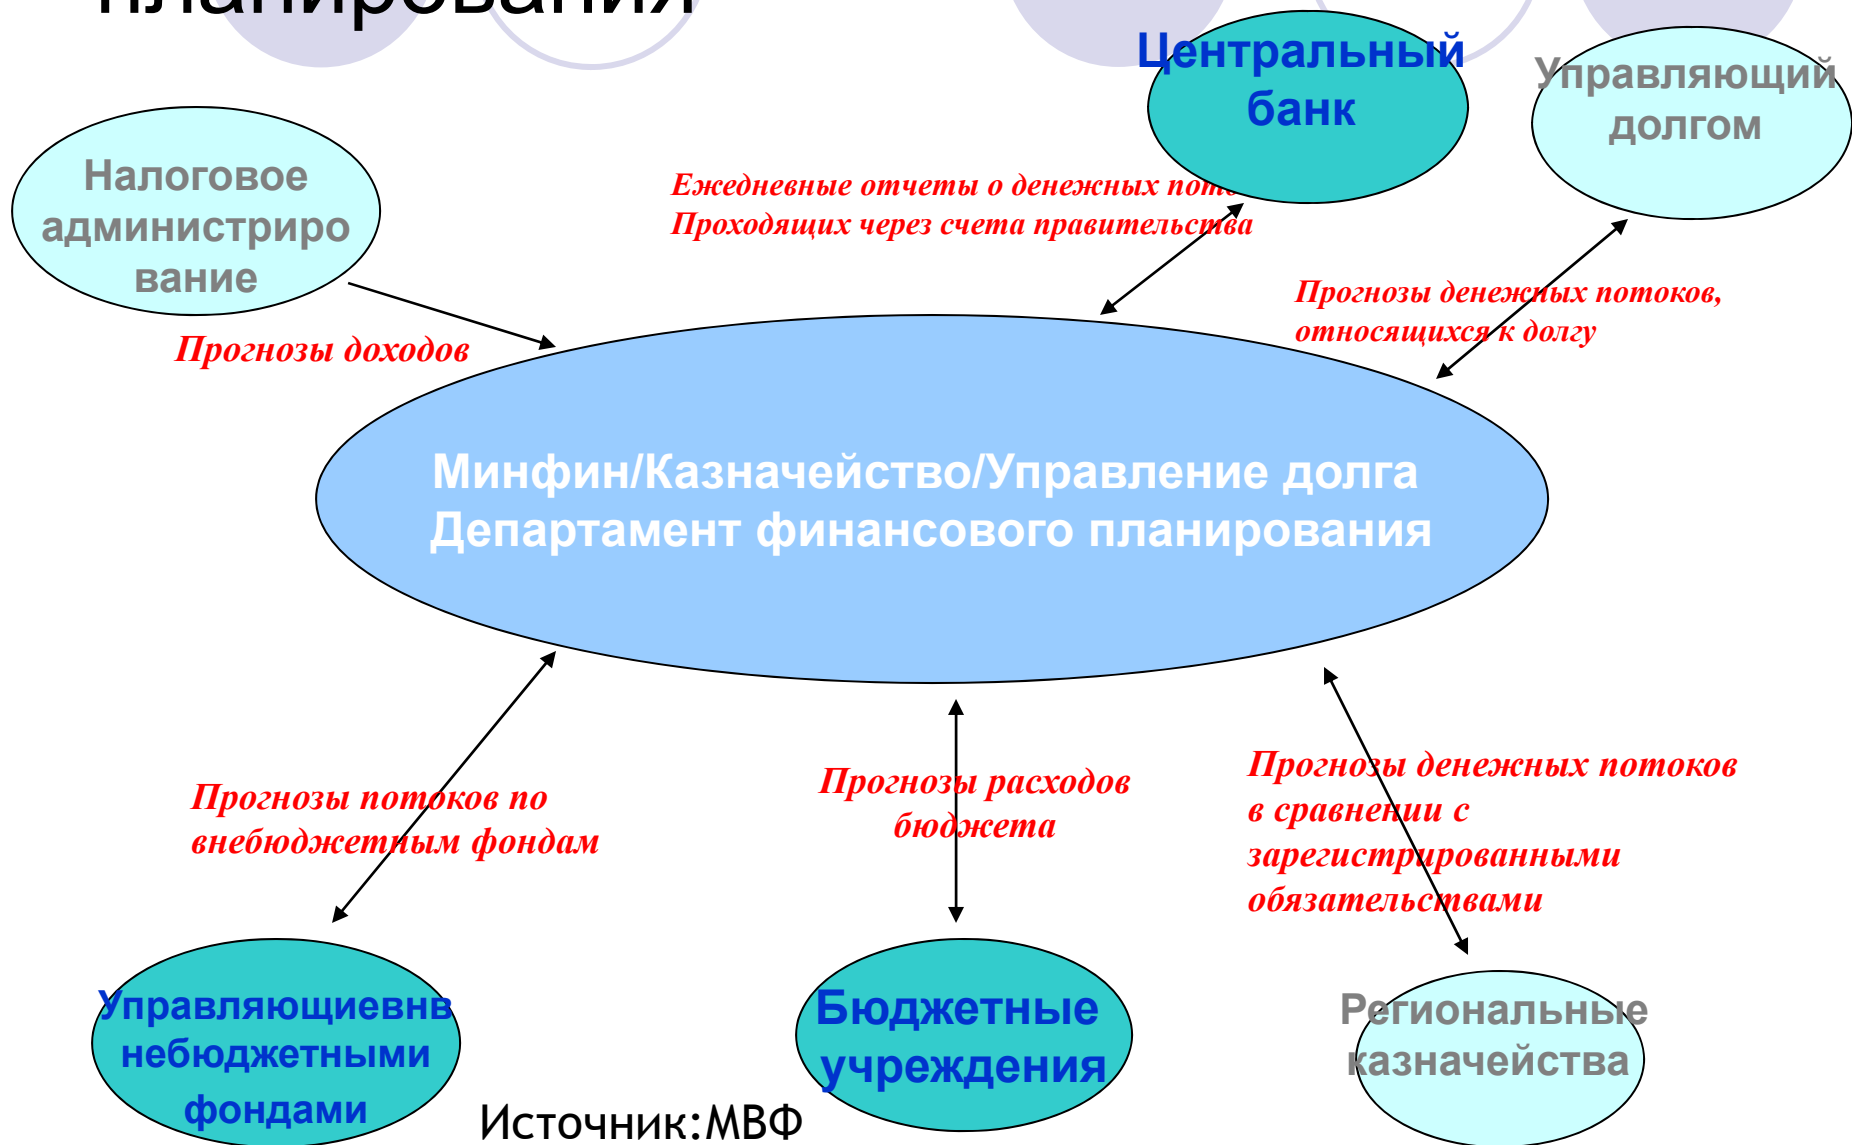 планирования
Центральный
банк
Управляющий
долгом
Налоговое
администриро
вание
Ежедневные отчеты о денежных
Проходящих через счета правительства
Прогнозы денежных потоков,
относящихся к долгу
Прогнозы доходов
Минфин/Казначейство/Управление долга
Департамент финансового планирования
Прогнозы потоков по
внебюджетным фондам
Прогнозы расходов
бюджета
Прогнозы денежных потоков
в сравнении с
зарегистрированными
обязательствами
Управляющиевнв
небюджетными
фондами
Бюджетные
учреждения
Региональные
казначейства
Источник:МВФ